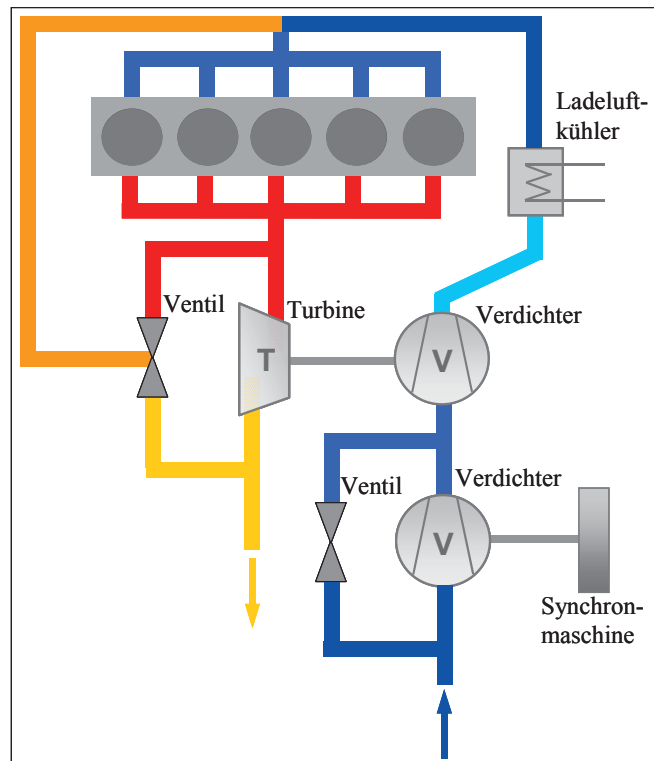 Ladeluft-
kühler
Ventil
Turbine
Verdichter
T
V
Ventil
Verdichter
V
Synchron-
maschine